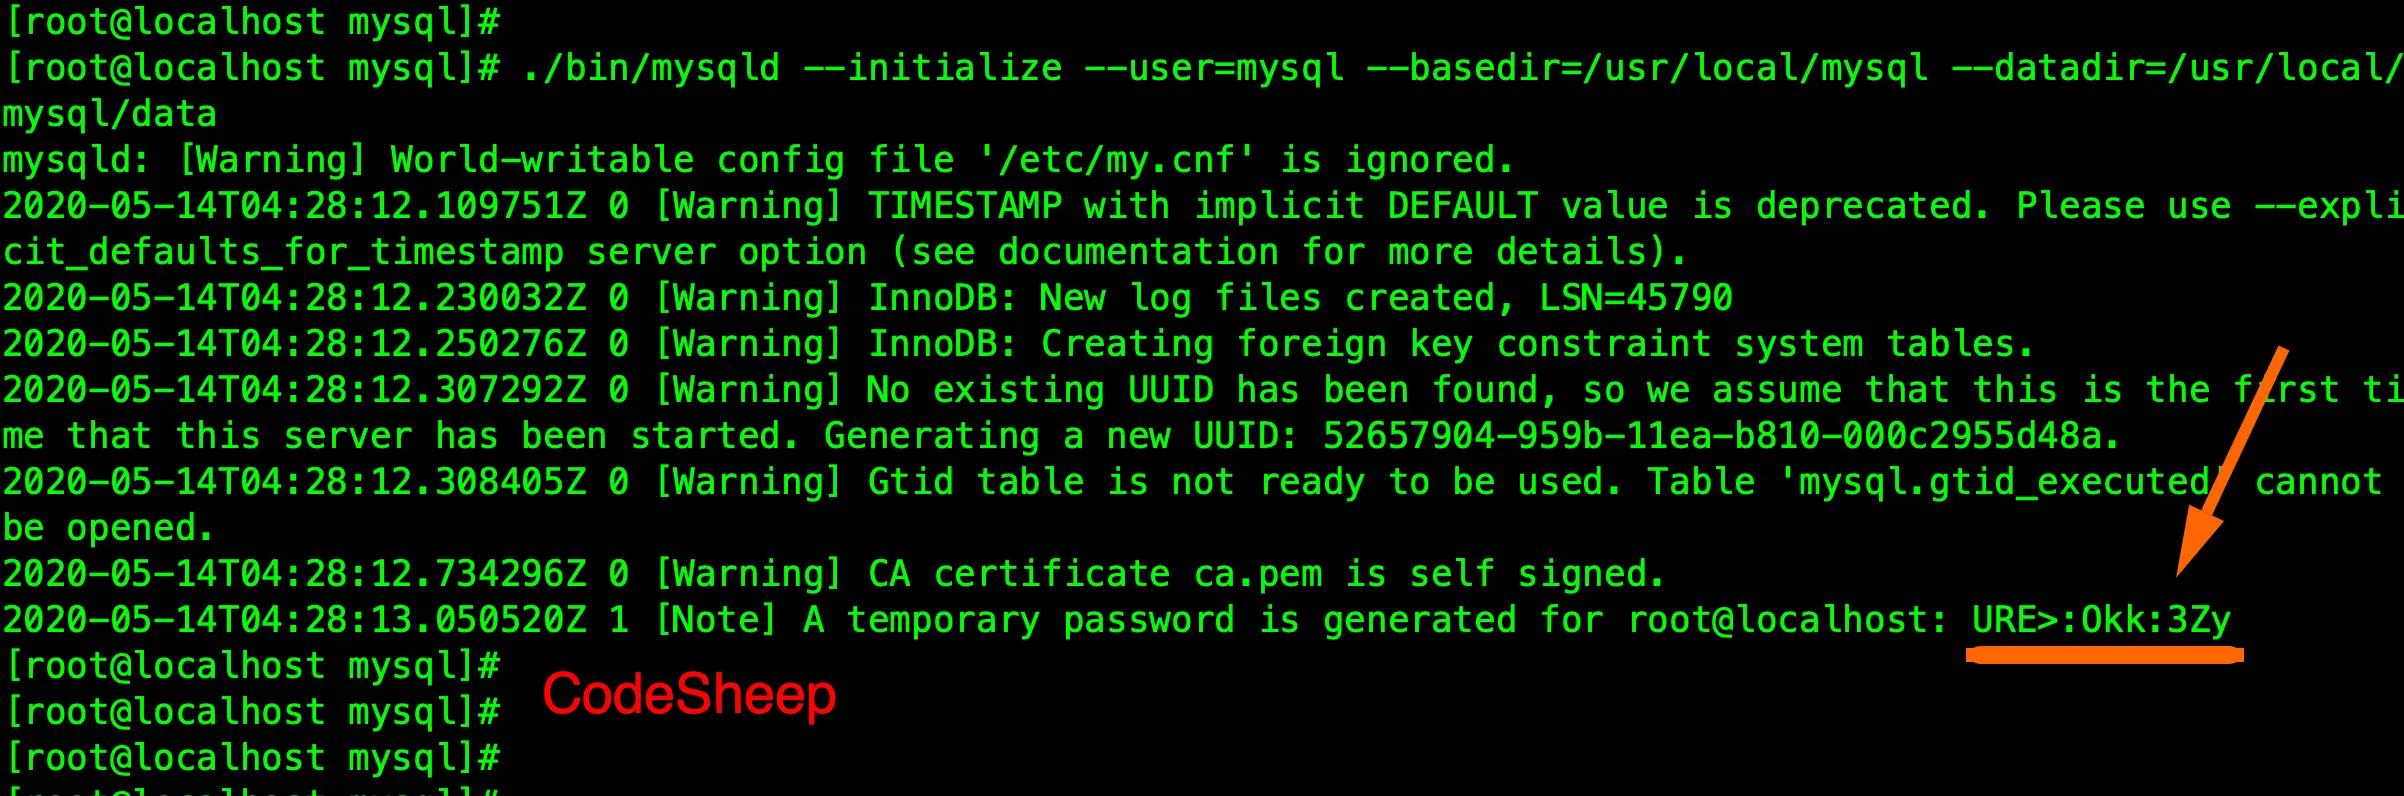 [root@localhost mysql]#
[root@localhost mysql]# ./bin/mysqld --initialize --user=mysql --basedir=/usr/local/mysql --datadir=/usr/local/
mysql/data
mysqld: [Warning] World-writable config file '/etc/my.cnf' is ignored.
2020-05-14T04:28:12.109751Z 0 [Warning] TIMESTAMP with implicit DEFAULT value is deprecated. Please use --expli
cit_defaults_for_timestamp server option (see documentation for more details).
2020-05-14T04:28:12.230032Z 0 [Warning] InnoDB: New log files created, LSN=45790
2020-05-14T04:28:12.250276Z 0 [Warning] InnoDB: Creating foreign key constraint system tables.
2020-05-14T04:28:12.307292Z 0 [Warning] No existing UUID has been found, so we assume that this is the first ti
me that this server has been started. Generating a new UUID: 52657904-959b-11ea-b810-000c2955d48a.
2020-05-14T04:28:12.308405Z 0 [Warning] Gtid table is not ready to be used. Table 'mysql.gtid_executed' cannot
be opened.
2020-05-14T04:28:12.734296Z 0 [Warning] CA certificate ca.pem is self signed.
2020-05-14T04:28:13.050520Z 1 [Note] A temporary password is generated for root@localhost: URE>:Okk:3Zy
[root@localhost mysql]#
CodeSheep
[root@localhost mysql]#
[root@localhost mysql]#
[root@localhost mysql]#